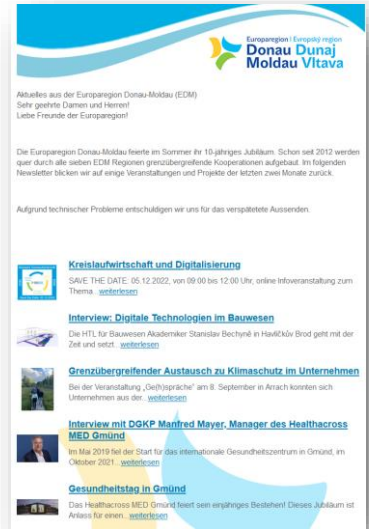 Europaregion | Evropský region
Donau Dunaj
Moldau Vltava
Aktuelles aus der Europaregion Donau-Moldau (EDM)
Sehr geehrte Damen und Herren!
Liebe Freunde der Europaregion!
Die Europaregion Donau-Moldau feierte im Sommer ihr 10-jähriges Jubiläum. Schon seit 2012 werden
quer durch alle sieben EDM Regionen grenzübergreifende Kooperationen aufgebaut. Im folgenden
Newsletter blicken wir auf einige Veranstaltungen und Projekte der letzten zwei Monate zurück.
Aufgrund technischer Probleme entschuldigen wir uns für das verspätetete Aussenden.
Kreislaufwirtschaft und Digitalisierung
SAVE THE DATE: 05.12.2022, von 09:00 bis 12:00 Uhr, online Infoveranstaltung zum
Thema...weiterlesen
Interview: Digitale Technologien im Bauwesen
Die HTL für Bauwesen Akademiker Stanislav Bechyně in Havlíčkův Brod geht mit der
Zeit und setzt...weiterlesen
Grenzübergreifender Austausch zu Klimaschutz im Unternehmen
Bei der Veranstaltung „Ge(h)spräche“ am 8. September in Arrach konnten sich
Unternehmen aus der...weiterlesen
Interview mit DGKP Manfred Mayer, Manager des Healthacross
MED Gmünd
Im Mai 2019 fiel der Start für das internationale Gesundheitszentrum in Gmünd, im
Oktober 2021...weiterlesen
Gesundheitstag in Gmünd
Das Healthacross MED Gmünd feiert sein einjähriges Bestehen! Dieses Jubiläum ist
Anlass für einen...weiterlesen